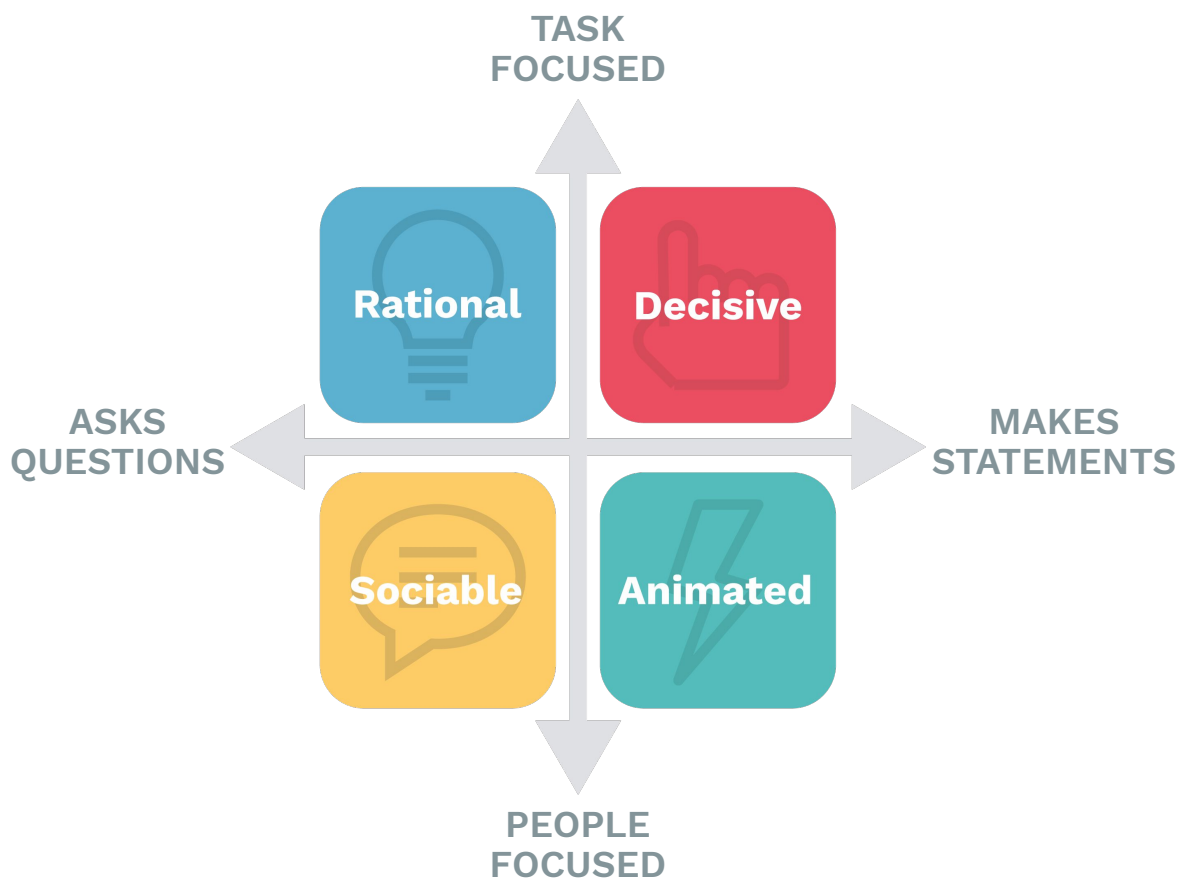 TASK
FOCUSED
Rational
Decisive
ASKS
QUESTIONS
MAKES
STATEMENTS
Sociable
Animated
PEOPLE
FOCUSED